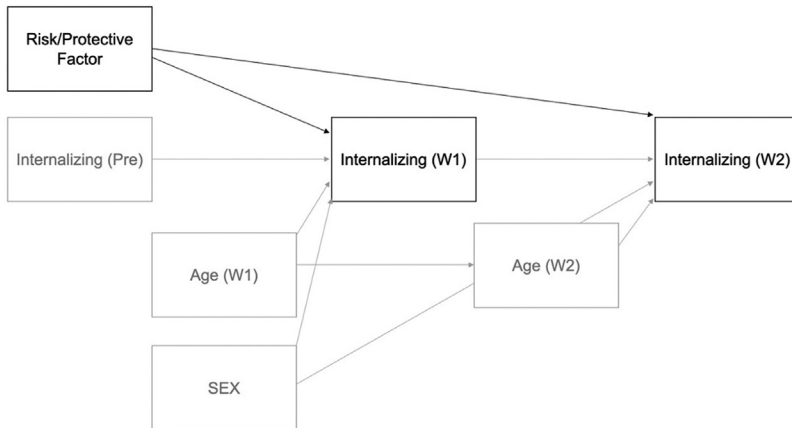 Risk/Protective
Factor
Internalizing (Pre)
Internalizing (W1)
Internalizing (W2)
Age (W1)
Age (W2)
SEX